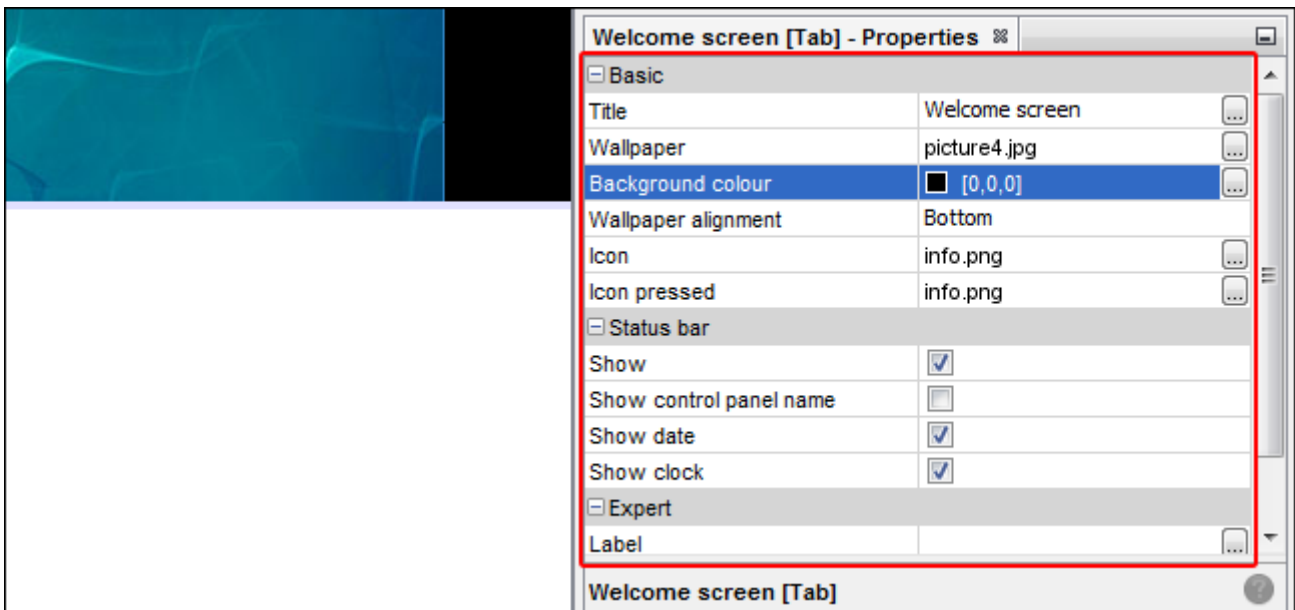 Welcome screen [Tab] - Properties
Basic
Title Welcome screen ...
Wallpaper picture4.jpg ...
Background colour [0,0,0] ...
Wallpaper alignment Bottom
Icon info.png ...
Icon pressed info.png ...
Status bar
Show
Show control panel name
Show date
Show clock
Expert
Label ...
Welcome screen [Tab] ?